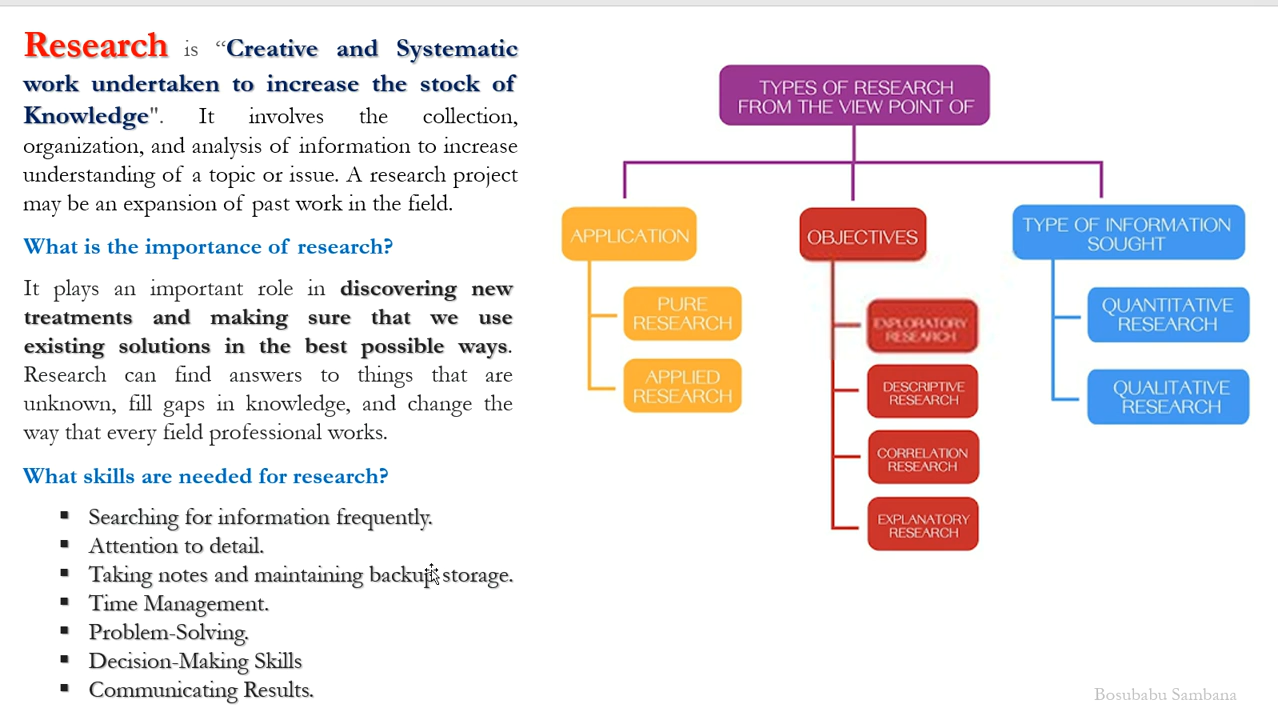 Research is “Creative and Systematic
work undertaken to increase the stock of
Knowledge". It involves the collection,
organization, and analysis of information to increase
understanding of a topic or issue. A research project
may be an expansion of past work in the field.
What is the importance of research?
It plays an important role in discovering new
treatments and making sure that we use
existing solutions in the best possible ways.
Research can find answers to things that are
unknown, fill gaps in knowledge, and change the
way that every field professional works.
What skills are needed for research?
▪ Searching for information frequently.
▪ Attention to detail.
▪ Taking notes and maintaining backup storage.
▪ Time Management.
▪ Problem-Solving.
▪ Decision-Making Skills
▪ Communicating Results.
TYPES OF RESEARCH
FROM THE VIEW POINT OF
APPLICATION
PURE
RESEARCH
APPLIED
RESEARCH
OBJECTIVES
EXPLORATORY
RESEARCH
DESCRIPTIVE
RESEARCH
CORRELATION
RESEARCH
EXPLANATORY
RESEARCH
TYPE OF INFORMATION
SOUGHT
QUANTITATIVE
RESEARCH
QUALITATIVE
RESEARCH
Bosubabu Sambana